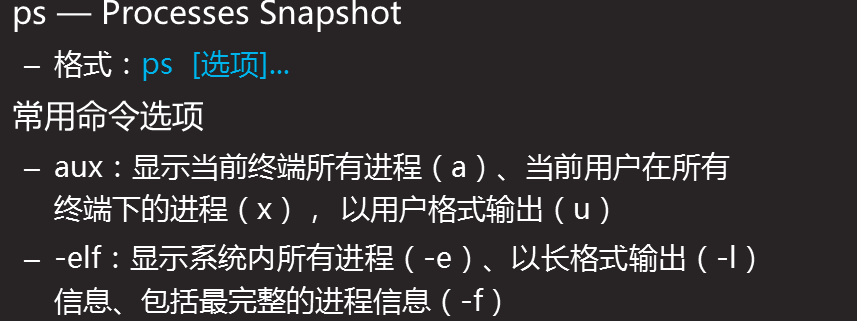 ps — Processes Snapshot
– 格式：ps [选项]...
常用命令选项
– aux：显示当前终端所有进程（a）、当前用户在所有
终端下的进程（x），以用户格式输出（u）
– -elf：显示系统内所有进程（-e）、以长格式输出（-l）
信息、包括最完整的进程信息（-f）